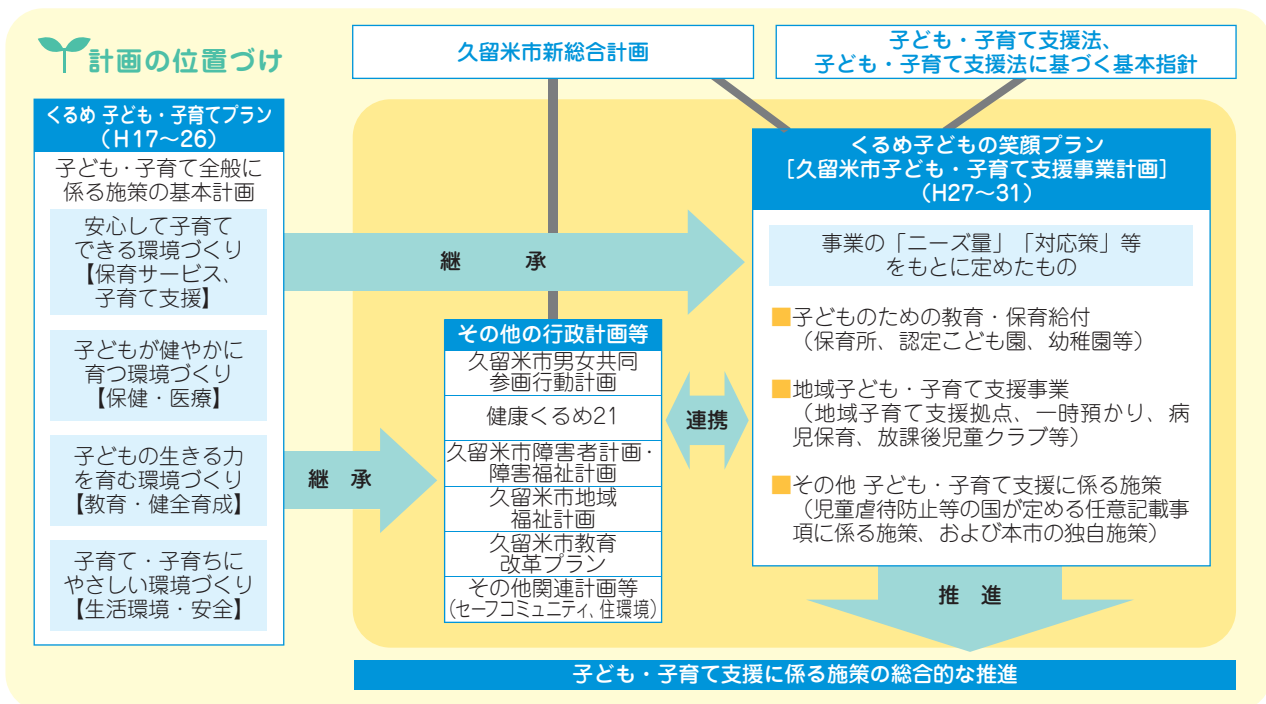 計画の位置づけ
久留米市新総合計画
子ども・子育て支援法、
子ども・子育て支援法に基づく基本指針
くるめ 子ども・子育てプラン
（H17〜26）
子ども・子育て全般に
係る施策の基本計画
安心して子育て
できる環境づくり
【保育サービス、
子育て支援】
子どもが健やかに
育つ環境づくり
【保健・医療】
子どもの生きる力
を育む環境づくり
【教育・健全育成】
子育て・子育ちに
やさしい環境づくり
【生活環境・安全】
継　承
継　承
その他の行政計画等
久留米市男女共同
参画行動計画
健康くるめ21
久留米市障害者計画・
障害福祉計画
久留米市地域
福祉計画
久留米市教育
改革プラン
その他関連計画等
（セーフコミュニティ、住環境）
連携
くるめ子どもの笑顔プラン
［久留米市子ども・子育て支援事業計画］
（H27〜31）
事業の「ニーズ量」「対応策」等
をもとに定めたもの
■子どものための教育・保育給付
（保育所、認定こども園、幼稚園等）
■地域子ども・子育て支援事業
（地域子育て支援拠点、一時預かり、病
児保育、放課後児童クラブ等）
■その他 子ども・子育て支援に係る施策
（児童虐待防止等の国が定める任意記載事
項に係る施策、および本市の独自施策）
推　進
子ども・子育て支援に係る施策の総合的な推進